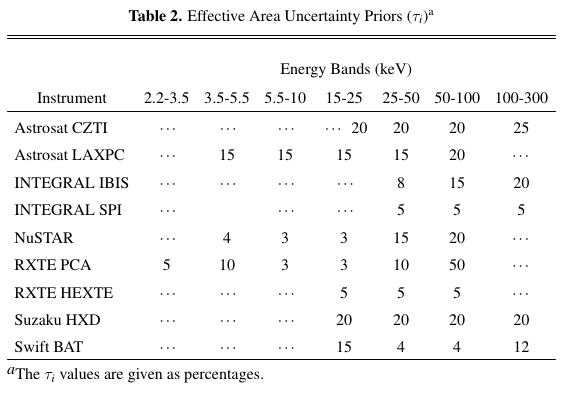 Table 2. Effective Area Uncertainty Priors (τi)a
Energy Bands (keV)
Instrument 2.2-3.5 3.5-5.5 5.5-10 15-25 25-50 50-100 100-300
Astrosat CZTI ··· ··· ··· ··· 20 20 20 25
Astrosat LAXPC ··· 15 15 15 15 20 ···
INTEGRAL IBIS ··· ··· ··· ··· 8 15 20
INTEGRAL SPI ··· ··· ··· 5 5 5
NuSTAR ··· 4 3 3 15 20 ···
RXTE PCA 5 10 3 3 10 50 ···
RXTE HEXTE ··· ··· ··· 5 5 5 ···
Suzaku HXD ··· ··· ··· 20 20 20 20
Swift BAT ··· ··· ··· 15 4 4 12
aThe τi values are given as percentages.